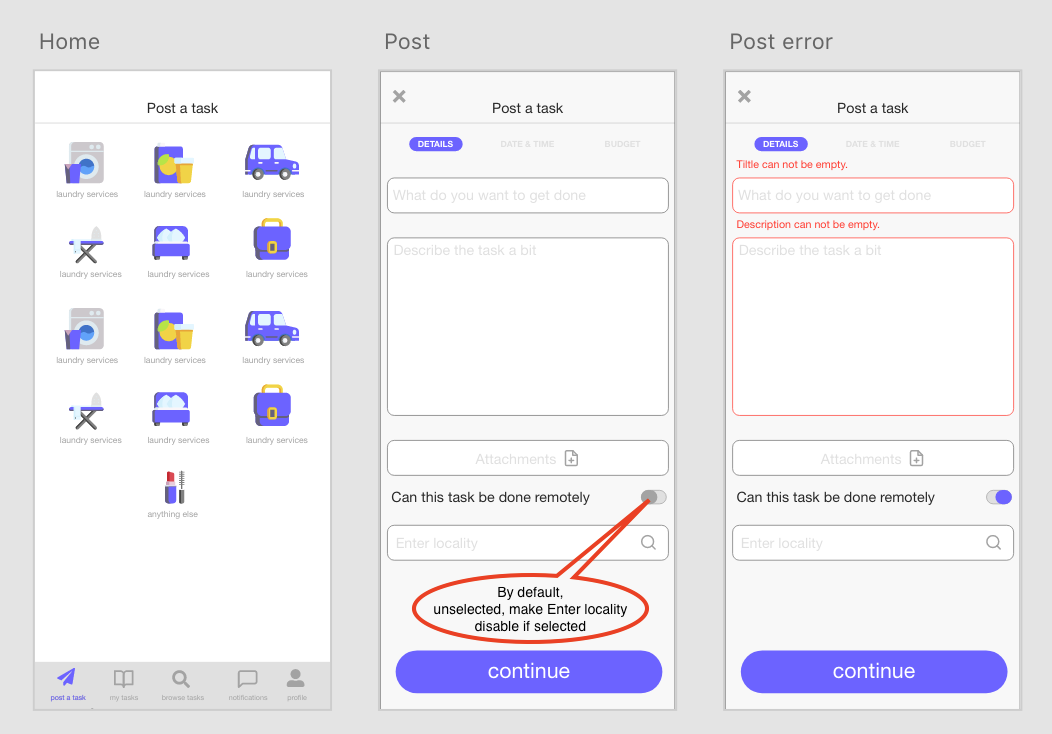 Home
Post a task
laundry services laundry services laundry services
laundry services laundry services laundry services
laundry services laundry services laundry services
laundry services laundry services laundry services
anything else
post a task my tasks browse tasks notifications profile
Post
Post a task
DETAILS DATE & TIME BUDGET
What do you want to get done
Describe the task a bit
Attachments
Can this task be done remotely
Enter locality
By default,
unselected, make Enter locality
disable if selected
continue
Post error
Post a task
DETAILS DATE & TIME BUDGET
Tiltle can not be empty.
What do you want to get done
Description can not be empty.
Describe the task a bit
Attachments
Can this task be done remotely
Enter locality
continue